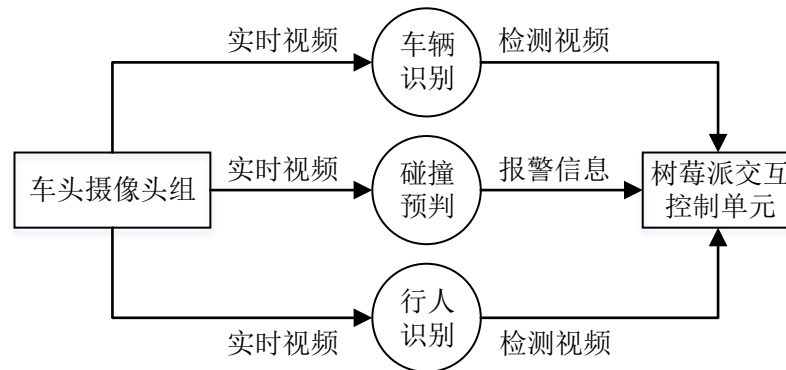 实时视频
车辆
识别
检测视频
车头摄像头组
实时视频
碰撞
预判
报警信息
树莓派交互
控制单元
实时视频
行人
识别
检测视频